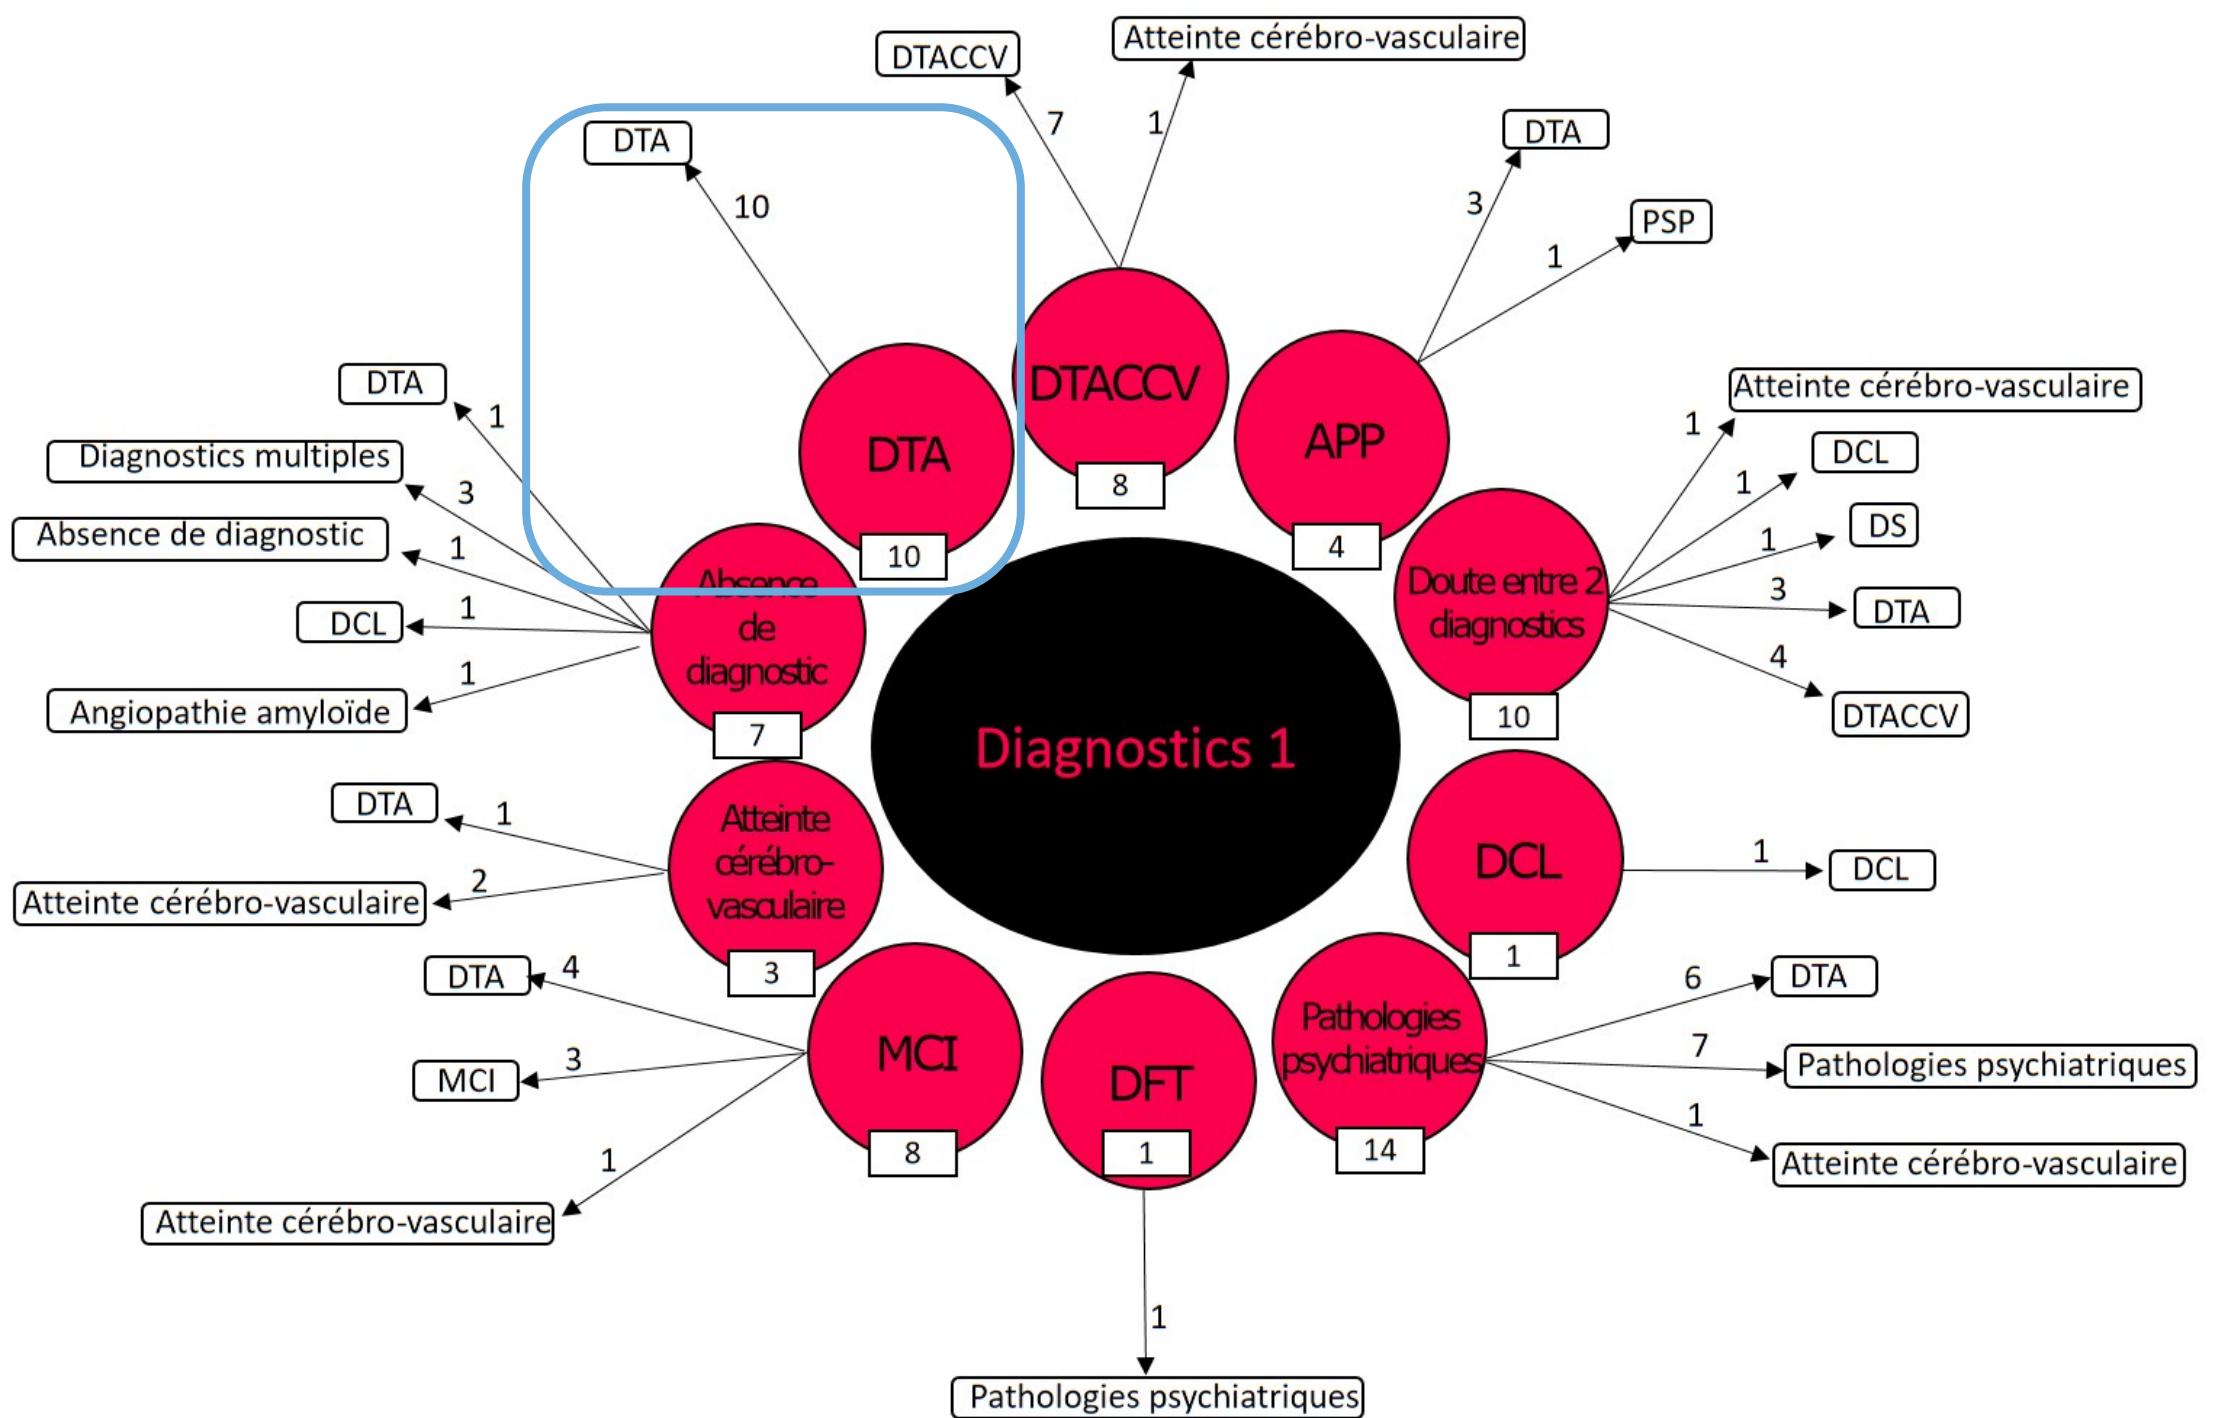 Atteinte cérébro-vasculaire
DTACCV
7
1
DTA
10
DTA
3
PSP
1
DTACCV
8
APP
4
DTA
10
DTA
1
Diagnostics multiples
3
Absence de diagnostic
1
DCL
1
Angiopathie amyloïde
1
Absence
de
diagnostic
7
Atteinte cérébro-vasculaire
1
DCL
1
DS
1
DTA
3
DTACCV
4
Doute entre 2
diagnostics
10
Diagnostics 1
DTA
1
Atteinte cérébro-vasculaire
2
Atteinte
cérébro-
vasculaire
3
DCL
1
DCL
1
DTA
4
MCI
3
Atteinte cérébro-vasculaire
1
MCI
8
DFT
1
1
Pathologies psychiatriques
Pathologies
psychiatriques
14
DTA
6
Pathologies psychiatriques
7
Atteinte cérébro-vasculaire
1